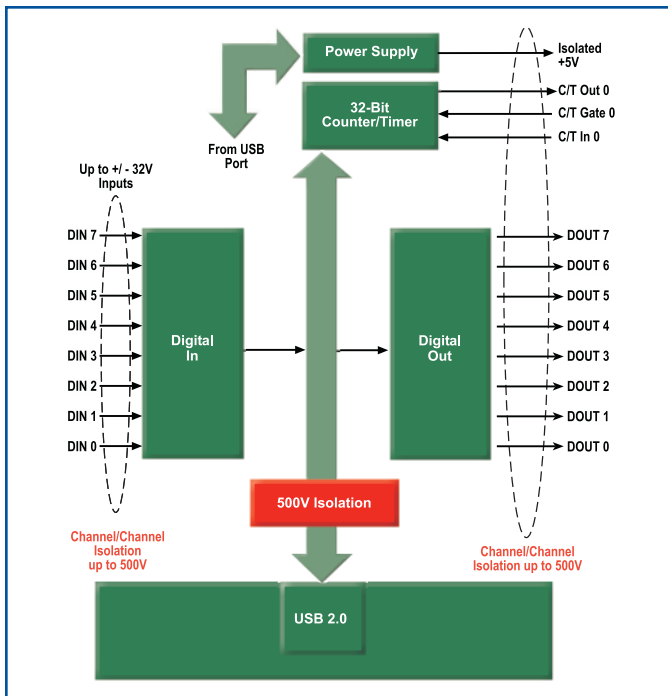 Power Supply
Isolated
+5V
32-Bit
Counter/Timer
C/T Out 0
C/T Gate 0
C/T In 0
From USB
Port
Up to +/ - 32V
Inputs
DIN 7
DIN 6
DIN 5
DIN 4
DIN 3
DIN 2
DIN 1
DIN 0
Digital
In
Digital
Out
DOUT 7
DOUT 6
DOUT 5
DOUT 4
DOUT 3
DOUT 2
DOUT 1
DOUT 0
500V Isolation
Channel/Channel
Isolation
up to 500V
Channel/Channel
Isolation up to 500V
USB 2.0